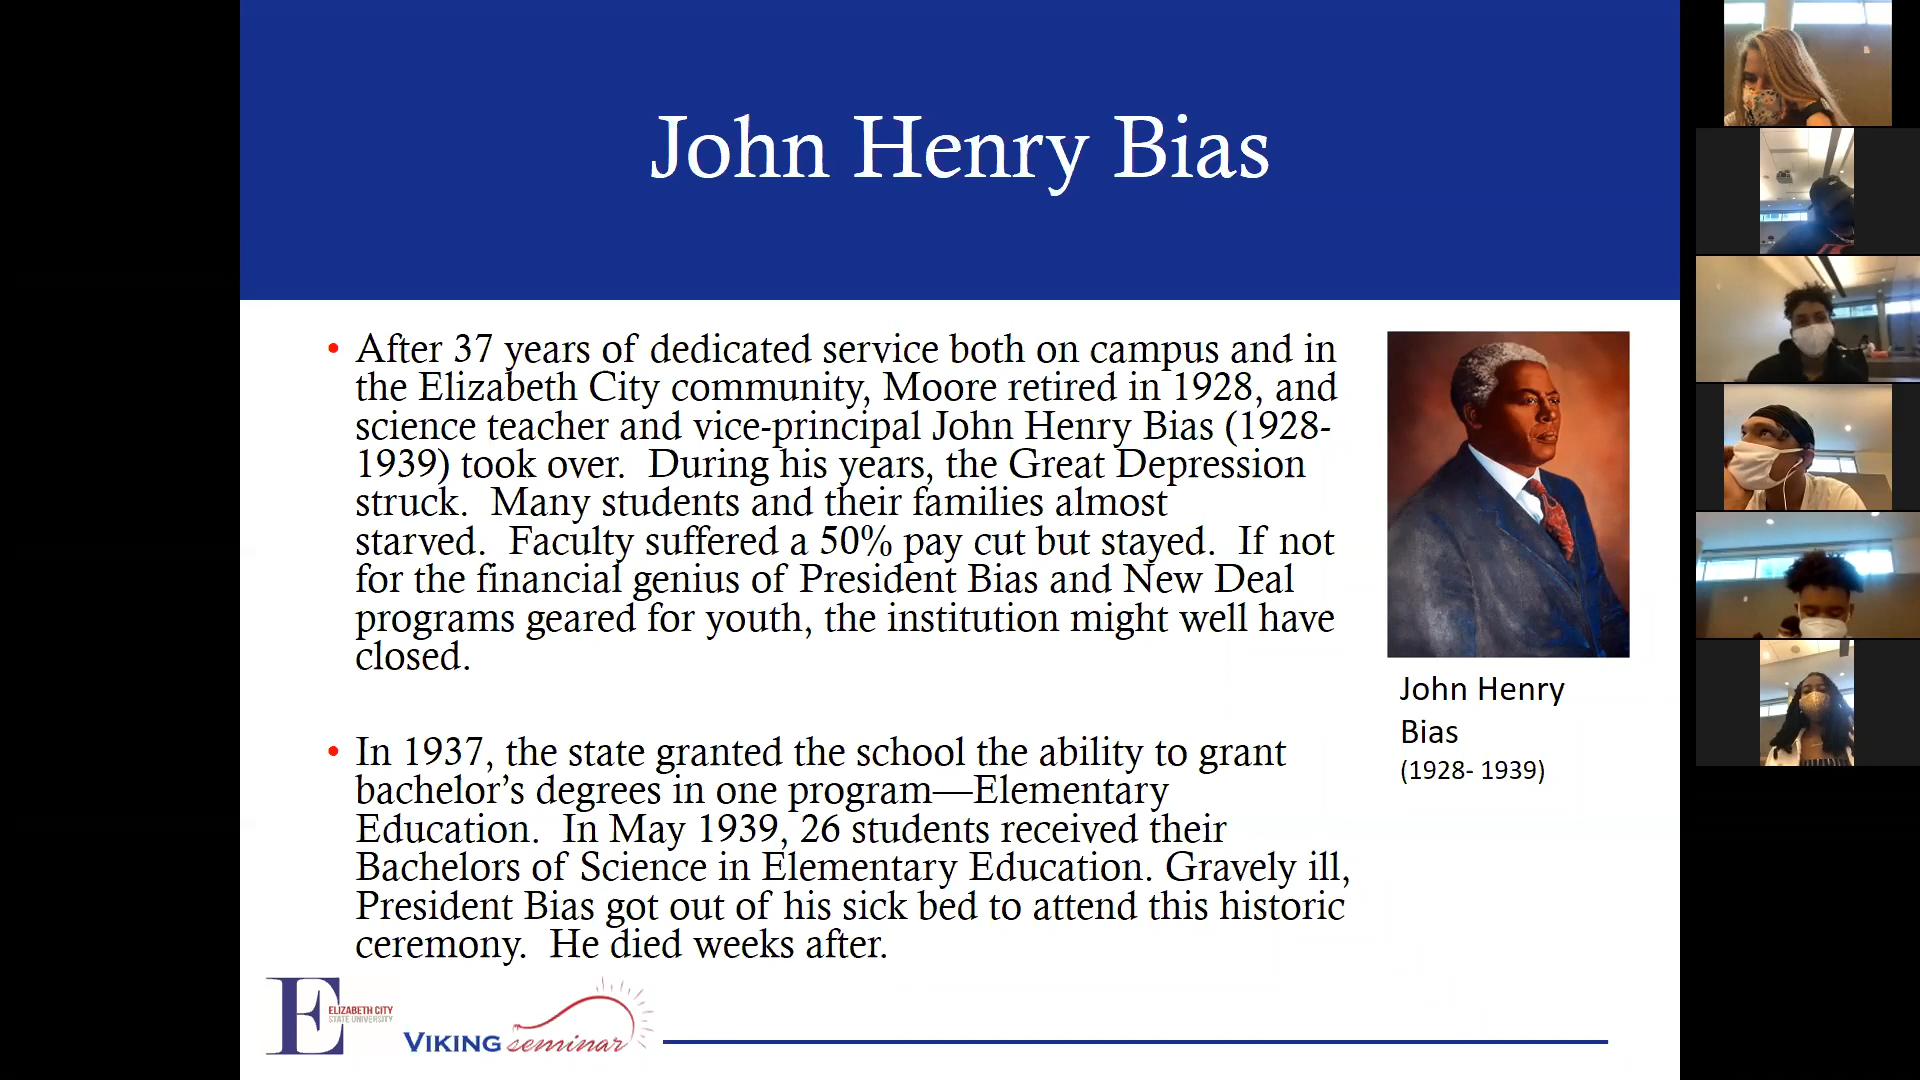 John Henry Bias
• After 37 years of dedicated service both on campus and in
the Elizabeth City community, Moore retired in 1928, and
science teacher and vice-principal John Henry Bias (1928-
1939) took over.  During his years, the Great Depression
struck.  Many students and their families almost
starved.  Faculty suffered a 50% pay cut but stayed.  If not
for the financial genius of President Bias and New Deal
programs geared for youth, the institution might well have
closed.
• In 1937, the state granted the school the ability to grant
bachelor’s degrees in one program—Elementary
Education.  In May 1939, 26 students received their
Bachelors of Science in Elementary Education. Gravely ill,
President Bias got out of his sick bed to attend this historic
ceremony.  He died weeks after.
John Henry
Bias
(1928- 1939)
E
ELIZABETH CITY
STATE UNIVERSITY
VIKING seminar